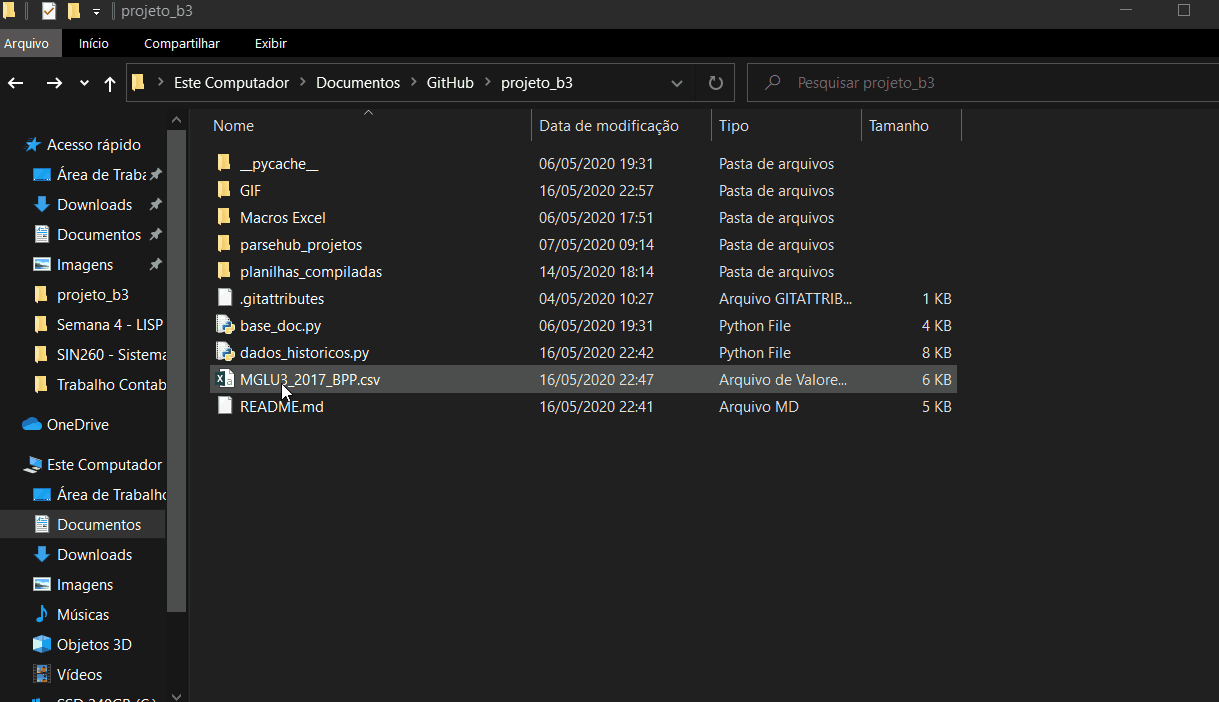 projeto_b3
Arquivo Início Compartilhar Exibir
Este Computador Documentos GitHub projeto_b3 Pesquisar projeto_b3
Nome Data de modificação Tipo Tamanho
__pycache__ 06/05/2020 19:31 Pasta de arquivos
GIF 16/05/2020 22:57 Pasta de arquivos
Macros Excel 06/05/2020 17:51 Pasta de arquivos
parsehub_projetos 07/05/2020 09:14 Pasta de arquivos
planilhas_compiladas 14/05/2020 18:14 Pasta de arquivos
.gitattributes 04/05/2020 10:27 Arquivo GITATTRIB... 1 KB
base_doc.py 06/05/2020 19:31 Python File 4 KB
dados_historicos.py 16/05/2020 22:42 Python File 8 KB
MGLU3_2017_BPP.csv 16/05/2020 22:47 Arquivo de Valore... 6 KB
README.md 16/05/2020 22:41 Arquivo MD 5 KB
Acesso rápido
Área de Traba
Downloads
Documentos
Imagens
projeto_b3
Semana 4 - LISP
SIN260 - Sistema
Trabalho Contab
OneDrive
Este Computador
Área de Trabalho
Documentos
Downloads
Imagens
Músicas
Objetos 3D
Vídeos